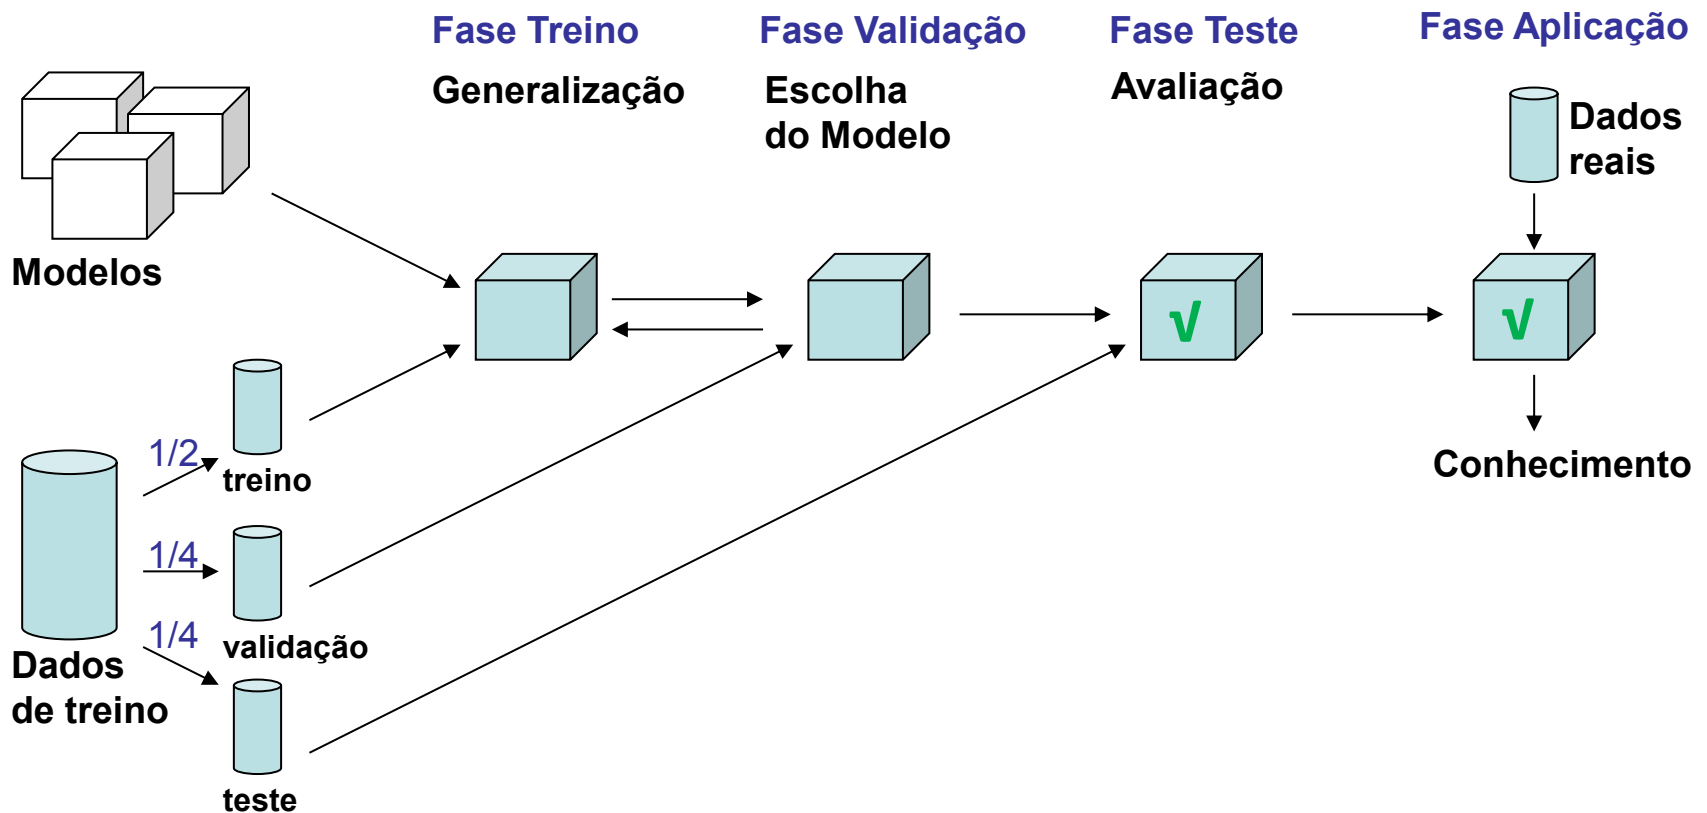 Fase Treino
Generalização
Fase Validação
Escolha
do Modelo
Fase Teste
Avaliação
Fase Aplicação
Dados
reais
Modelos
√
√
1/2
treino
1/4
validação
1/4
teste
Dados
de treino
Conhecimento